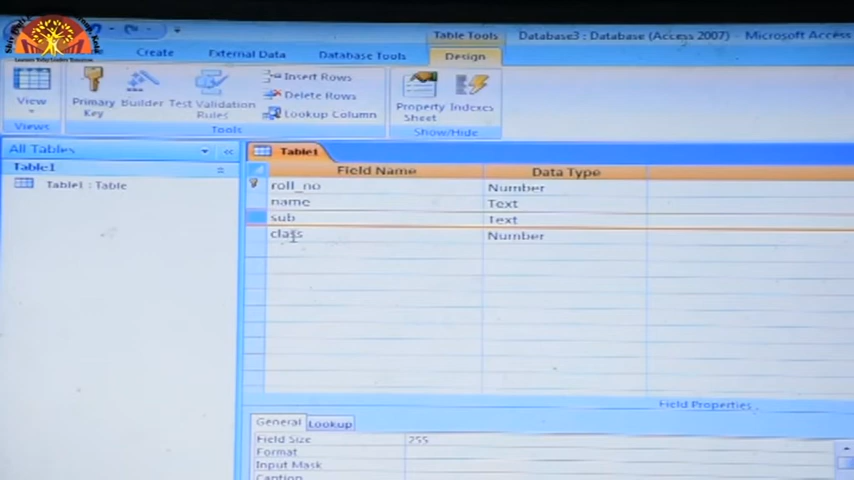 Table Tools
Database3 : Database (Access 2007) - Microsoft Access
Create
External Data
Database Tools
Design
View
Primary Key
Builder
Test Validation Rules
Insert Rows
Delete Rows
Lookup Column
Property Sheet
Indexes
Views
Tools
Show/Hide
All Tables
Table1
Table1 : Table
Table1
Field Name Data Type
roll_no Number
name Text
sub Text
class Number
Field Properties
General Lookup
Field Size 255
Format
Input Mask
Caption